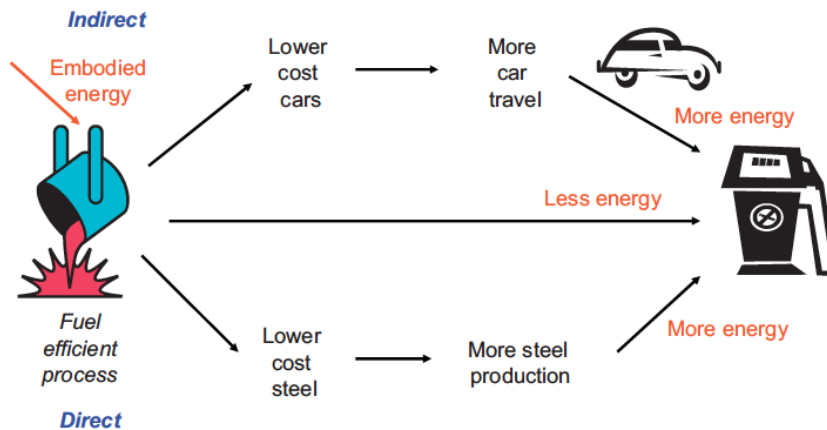 Indirect
Embodied
energy
Lower
cost
cars
More
car
travel
More energy
Less energy
Fuel
efficient
process
Lower
cost
steel
More steel
production
More energy
Direct